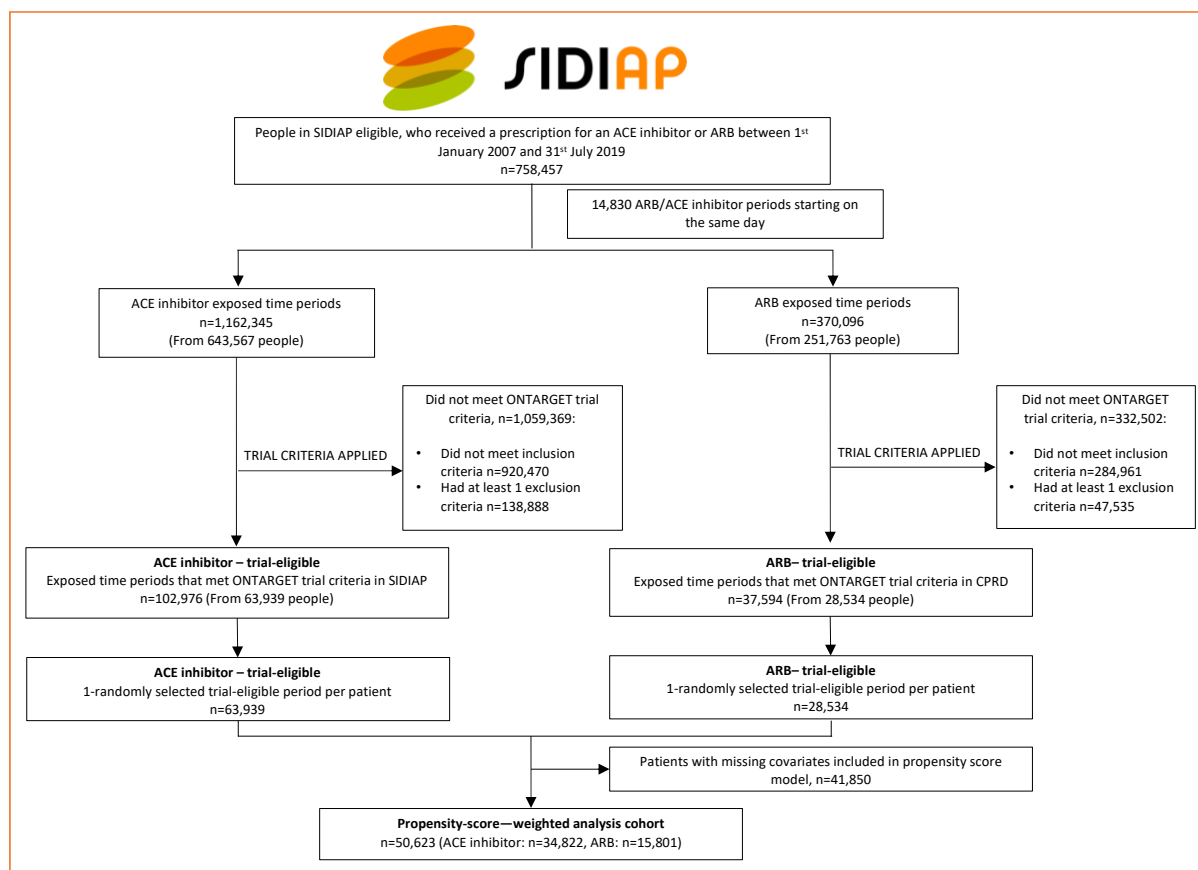 SIDIAP
People in SIDIAP eligible, who received a prescription for an ACE inhibitor or ARB between 1st
January 2007 and 31st July 2019
n=758,457
14,830 ARB/ACE inhibitor periods starting on
the same day
ACE inhibitor exposed time periods
n=1,162,345
(From 643,567 people)
ARB exposed time periods
n=370,096
(From 251,763 people)
Did not meet ONTARGET trial
criteria, n=1,059,369:
• Did not meet inclusion
criteria n=920,470
• Had at least 1 exclusion
criteria n=138,888
TRIAL CRITERIA APPLIED
Did not meet ONTARGET
trial criteria, n=332,502:
• Did not meet inclusion
criteria n=284,961
• Had at least 1 exclusion
criteria n=47,535
TRIAL CRITERIA APPLIED
ACE inhibitor – trial-eligible
Exposed time periods that met ONTARGET trial criteria in SIDIAP
n=102,976 (From 63,939 people)
ARB– trial-eligible
Exposed time periods that met ONTARGET trial criteria in CPRD
n=37,594 (From 28,534 people)
ACE inhibitor – trial-eligible
1-randomly selected trial-eligible period per patient
n=63,939
ARB– trial-eligible
1-randomly selected trial-eligible period per patient
n=28,534
Patients with missing covariates included in propensity score
model, n=41,850
Propensity-score—weighted analysis cohort
n=50,623 (ACE inhibitor: n=34,822, ARB: n=15,801)